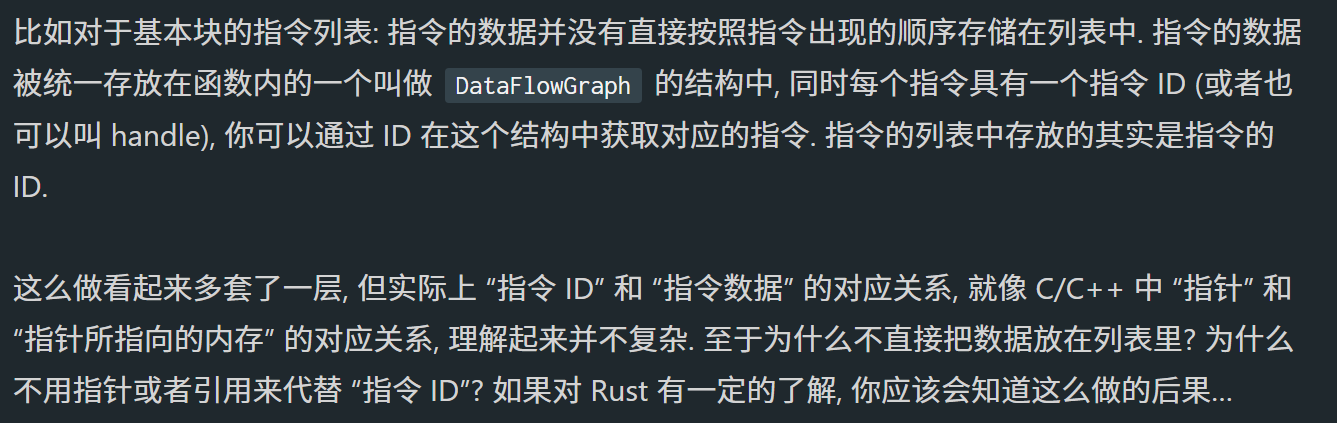 比如对于基本块的指令列表: 指令的数据并没有直接按照指令出现的顺序存储在列表中. 指令的数据
被统一存放在函数内的一个叫做 DataFlowGraph 的结构中, 同时每个指令具有一个指令 ID (或者也
可以叫 handle), 你可以通过 ID 在这个结构中获取对应的指令. 指令的列表中存放的其实是指令的
ID.
这么做看起来多套了一层, 但实际上 “指令 ID” 和 “指令数据” 的对应关系, 就像 C/C++ 中 “指针” 和
“指针所指向的内存” 的对应关系, 理解起来并不复杂. 至于为什么不直接把数据放在列表里? 为什么
不用指针或者引用来代替 “指令 ID”? 如果对 Rust 有一定的了解, 你应该会知道这么做的后果...